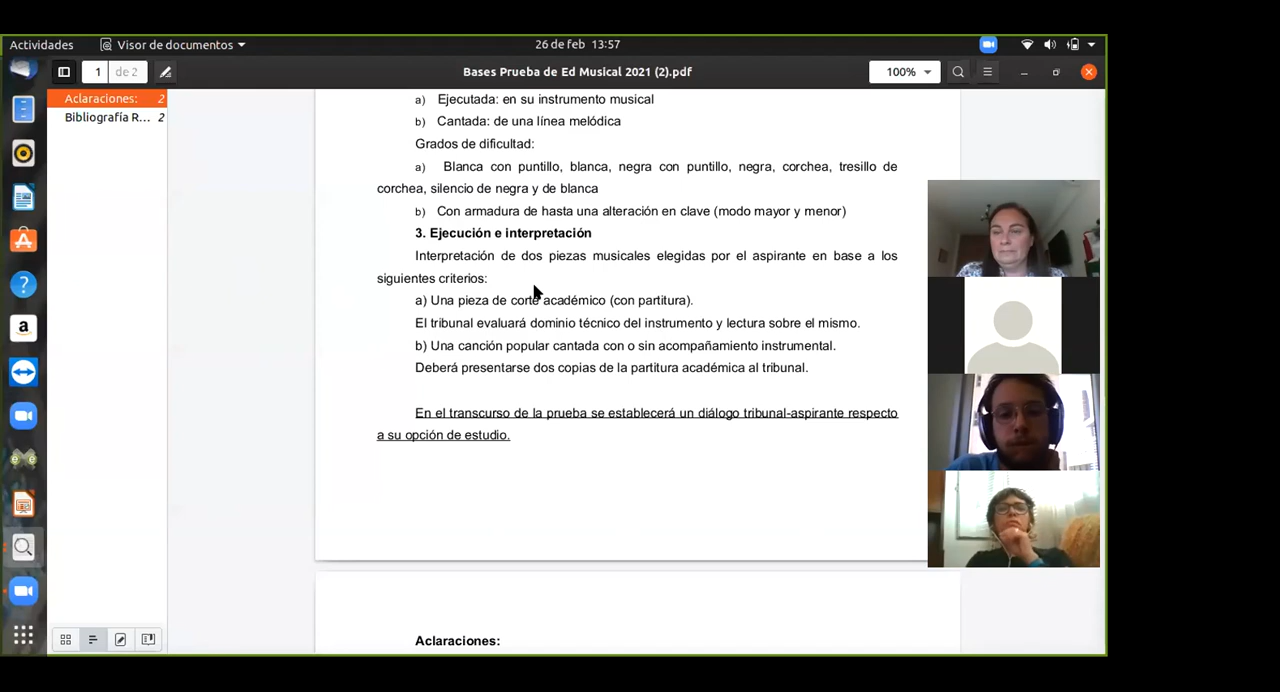 Actividades
Visor de documentos
26 de feb 13:57
1
de 2
Bases Prueba de Ed Musical 2021 (2).pdf
100%
Aclaraciones: 2
Bibliografía R... 2
a) Ejecutada: en su instrumento musical
b) Cantada: de una línea melódica
Grados de dificultad:
a) Blanca con puntillo, blanca, negra con puntillo, negra, corchea, tresillo de
corchea, silencio de negra y de blanca
b) Con armadura de hasta una alteración en clave (modo mayor y menor)
3. Ejecución e interpretación
Interpretación de dos piezas musicales elegidas por el aspirante en base a los
siguientes criterios:
a) Una pieza de corte académico (con partitura).
El tribunal evaluará dominio técnico del instrumento y lectura sobre el mismo.
b) Una canción popular cantada con o sin acompañamiento instrumental.
Deberá presentarse dos copias de la partitura académica al tribunal.
En el transcurso de la prueba se establecerá un diálogo tribunal-aspirante respecto
a su opción de estudio.
Aclaraciones: